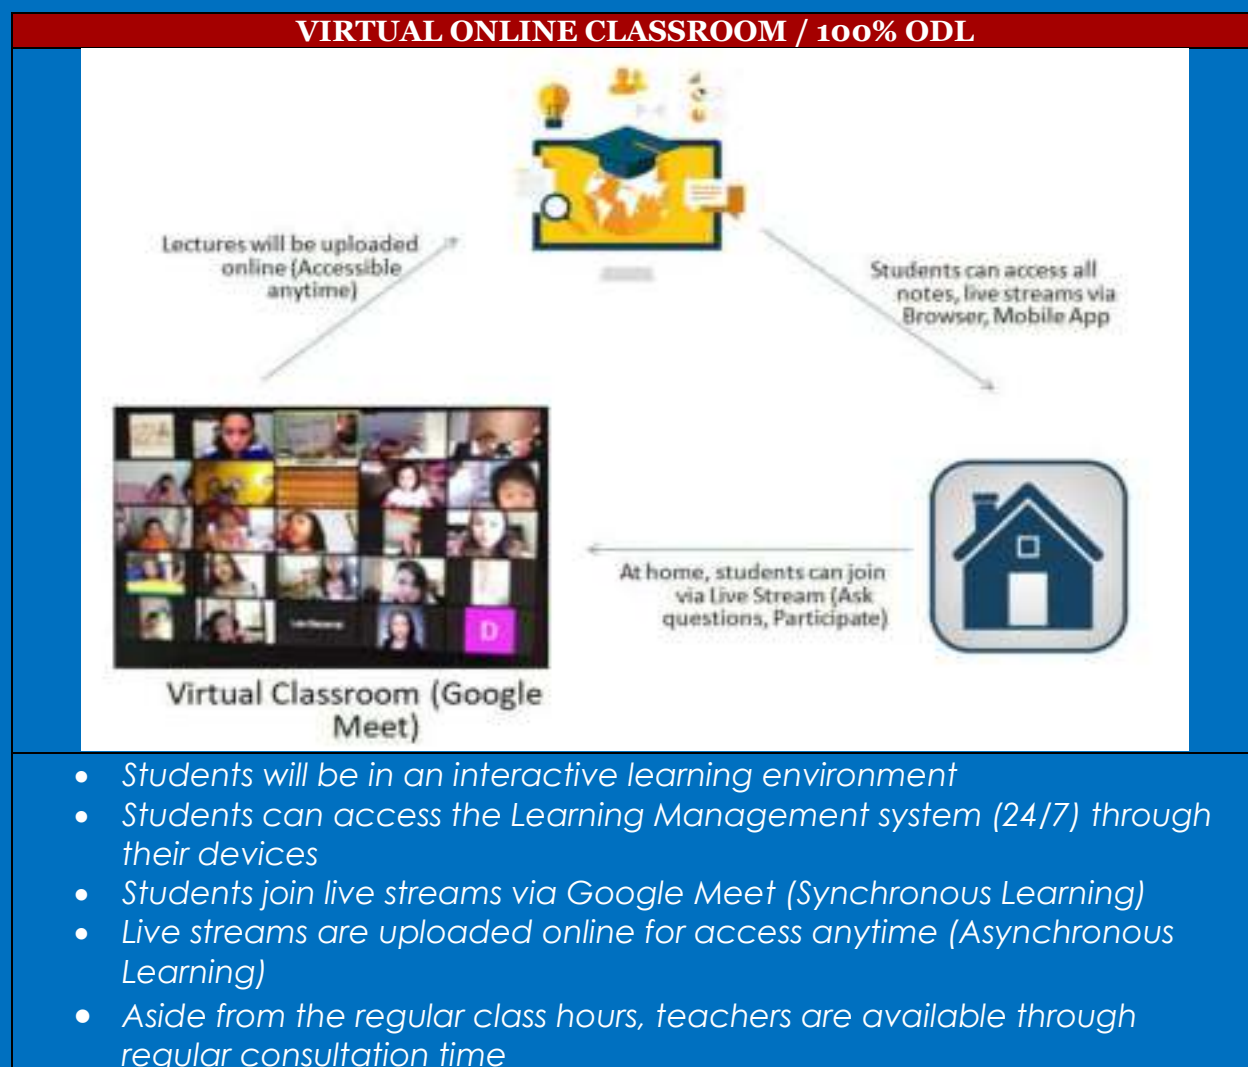 VIRTUAL ONLINE CLASSROOM / 100% ODL
Lectures will be uploaded
online (Accessible
anytime)
Students can access all
notes, live streams via
Browser, Mobile App
At home, students can join
via Live Stream (Ask
questions, Participate)
D
Virtual Classroom (Google
Meet)
• Students will be in an interactive learning environment
• Students can access the Learning Management system (24/7) through
their devices
• Students join live streams via Google Meet (Synchronous Learning)
• Live streams are uploaded online for access anytime (Asynchronous
Learning)
• Aside from the regular class hours, teachers are available through
regular consultation time